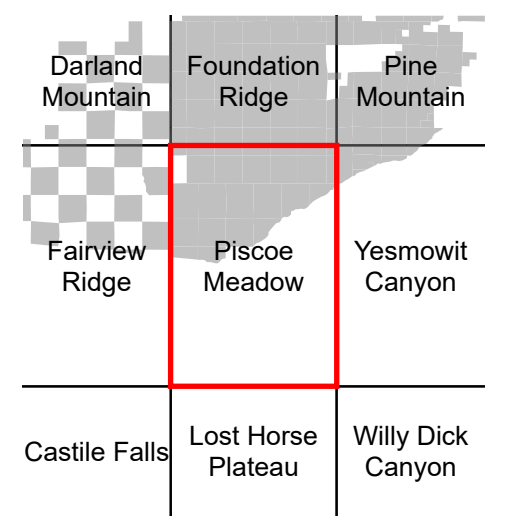 Darland
Mountain
Foundation
Ridge
Pine
Mountain
Fairview
Ridge
Piscoe
Meadow
Yesmowit
Canyon
Castile Falls
Lost Horse
Plateau
Willy Dick
Canyon